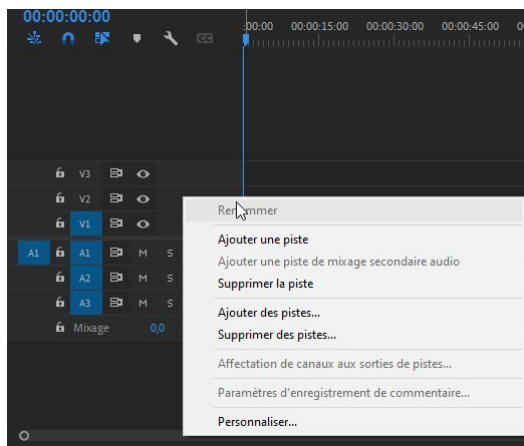 00:00:00:00
:00:00 00:00:15:00 00:00:30:00 00:00:45:00 0
V3
V2
V1
A1 A1 M S
A2 M S
A3 M S
Mixage 0,0
Renommer
Ajouter une piste
Ajouter une piste de mixage secondaire audio
Supprimer la piste
Ajouter des pistes...
Supprimer des pistes...
Affectation de canaux aux sorties de pistes...
Paramètres d'enregistrement de commentaire...
Personnaliser...